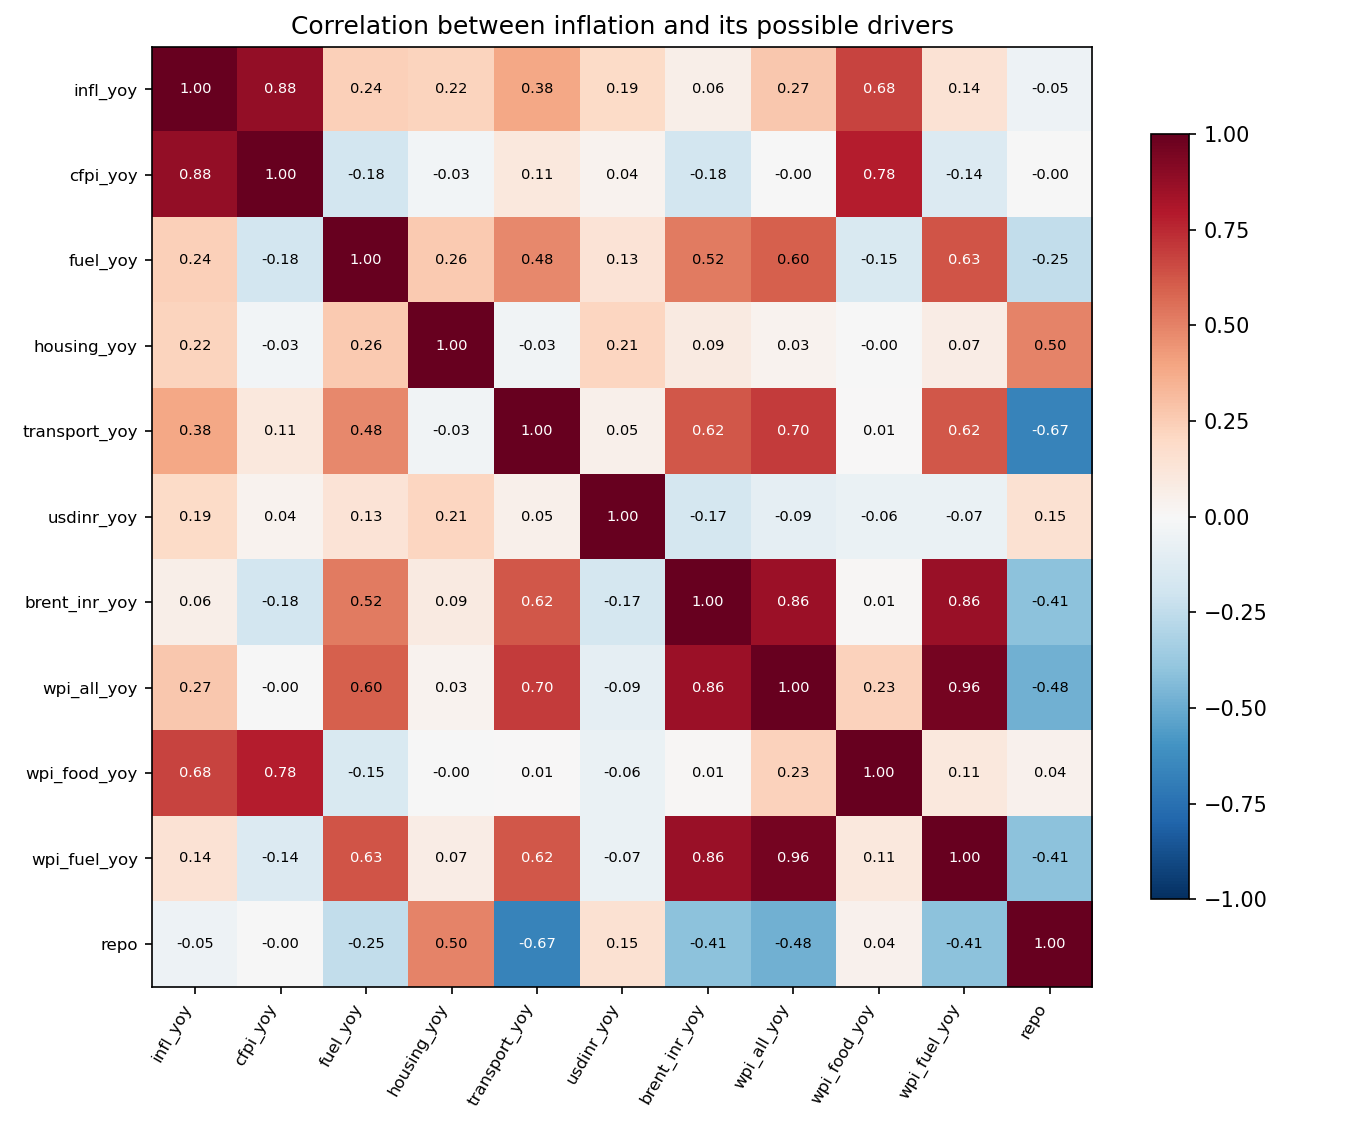 Correlation between inflation and its possible drivers
infl_yoy 1.00 0.88 0.24 0.22 0.38 0.19 0.06 0.27 0.68 0.14 -0.05
cfpi_yoy 0.88 1.00 -0.18 -0.03 0.11 0.04 -0.18 -0.00 0.78 -0.14 -0.00
fuel_yoy 0.24 -0.18 1.00 0.26 0.48 0.13 0.52 0.60 -0.15 0.63 -0.25
housing_yoy 0.22 -0.03 0.26 1.00 -0.03 0.21 0.09 0.03 -0.00 0.07 0.50
transport_yoy 0.38 0.11 0.48 -0.03 1.00 0.05 0.62 0.70 0.01 0.62 -0.67
usdinr_yoy 0.19 0.04 0.13 0.21 0.05 1.00 -0.17 -0.09 -0.06 -0.07 0.15
brent_inr_yoy 0.06 -0.18 0.52 0.09 0.62 -0.17 1.00 0.86 0.01 0.86 -0.41
wpi_all_yoy 0.27 -0.00 0.60 0.03 0.70 -0.09 0.86 1.00 0.23 0.96 -0.48
wpi_food_yoy 0.68 0.78 -0.15 -0.00 0.01 -0.06 0.01 0.23 1.00 0.11 0.04
wpi_fuel_yoy 0.14 -0.14 0.63 0.07 0.62 -0.07 0.86 0.96 0.11 1.00 -0.41
repo -0.05 -0.00 -0.25 0.50 -0.67 0.15 -0.41 -0.48 0.04 -0.41 1.00
infl_yoy cfpi_yoy fuel_yoy housing_yoy transport_yoy usdinr_yoy brent_inr_yoy wpi_all_yoy wpi_food_yoy wpi_fuel_yoy repo
1.00
0.75
0.50
0.25
0.00
−0.25
−0.50
−0.75
−1.00